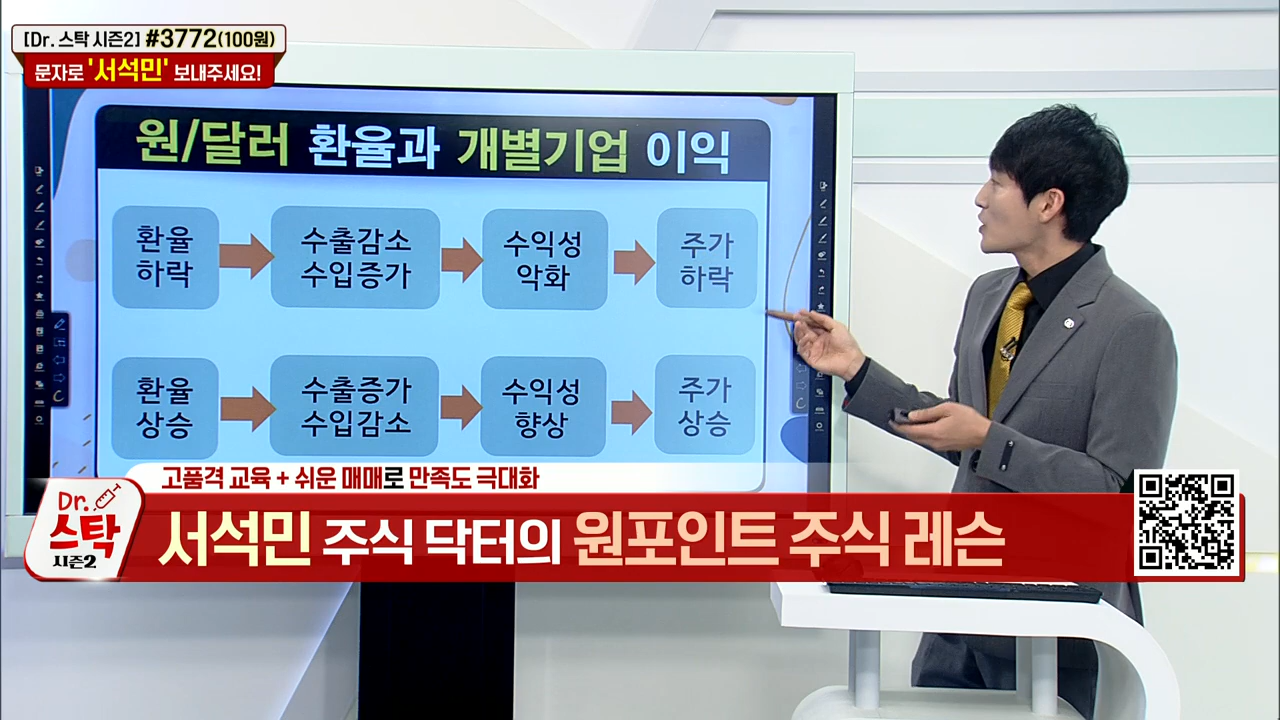 [Dr. 스탁 시즌2] #3772(100원)
문자로 '서석민' 보내주세요!
원/달러 환율과 개별기업 이익
환율
하락
수출감소
수입증가
수익성
악화
주가
하락
환율
상승
수출증가
수입감소
수익성
향상
주가
상승
고품격 교육 + 쉬운 매매로 만족도 극대화
Dr.
스탁
시즌2
서석민 주식 닥터의 원포인트 주식 레슨